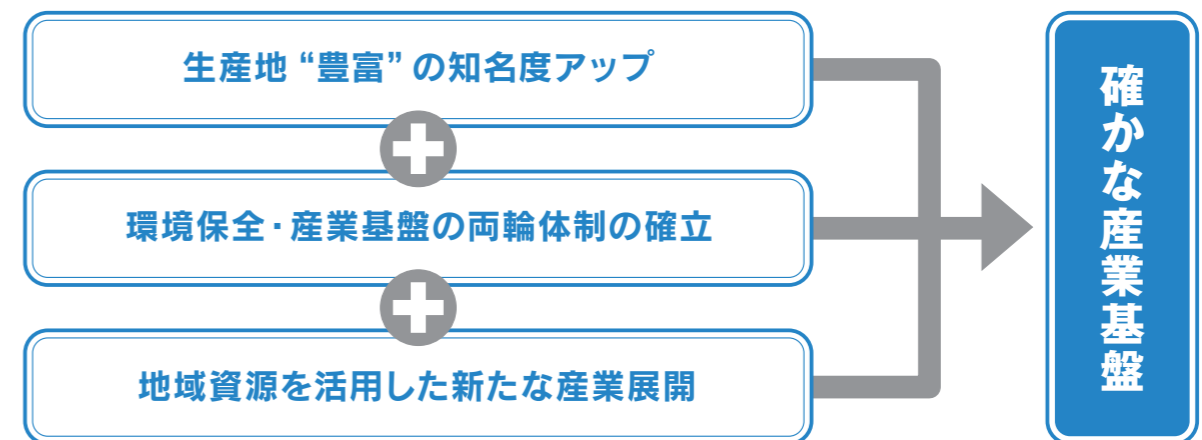 生産地“豊富”の知名度アップ
環境保全・産業基盤の両輪体制の確立
地域資源を活用した新たな産業展開
確かな産業基盤